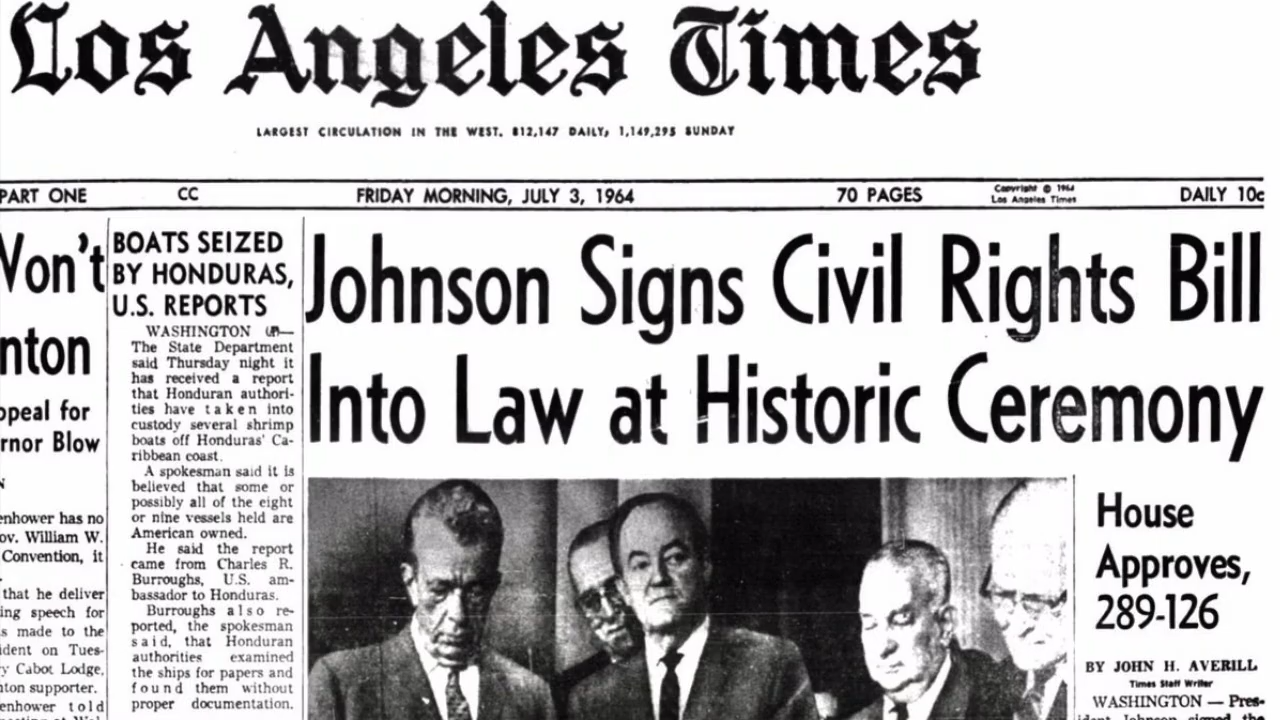 Los Angeles Times
LARGEST CIRCULATION IN THE WEST, 812,147 DAILY, 1,149,295 SUNDAY
PART ONE CC FRIDAY MORNING, JULY 3, 1964 70 PAGES Copyright © 1964 DAILY 10c
Los Angeles Times
Won't
nton
ppeal for
rnor Blow
N
enhower has no
ov. William W.
Convention, it
that he deliver
ing speech for
s made to the
ident on Tues-
y Cabot Lodge,
nton supporter.
enhower told
BOATS SEIZED
BY HONDURAS,
U.S. REPORTS
WASHINGTON (AP)—
The State Department
said Thursday night it
has received a report
that Honduran authori-
ties have taken into
custody several shrimp
boats off Honduras' Ca-
ribbean coast.
A spokesman said it is
believed that some or
possibly all of the eight
or nine vessels held are
American owned.
He said the report
came from Charles R.
Burroughs, U.S. am-
bassador to Honduras.
Burroughs also re-
ported, the spokesman
said, that Honduran
authorities examined
the ships for papers and
found them without
proper documentation.
Johnson Signs Civil Rights Bill
Into Law at Historic Ceremony
House
Approves,
289-126
BY JOHN H. AVERILL
Times Staff Writer
WASHINGTON — Pres-
ident Johnson signed the